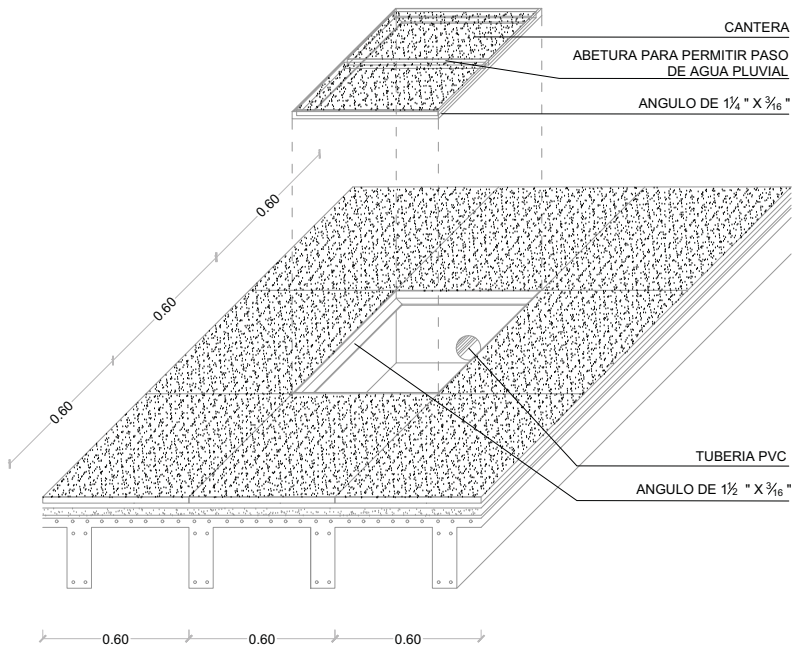 CANTERA
ABETURA PARA PERMITIR PASO
DE AGUA PLUVIAL
ANGULO DE 1¼ " X 3⁄16 "
0.60
0.60
0.60
TUBERIA PVC
ANGULO DE 1½ " X 3⁄16 "
0.60
0.60
0.60